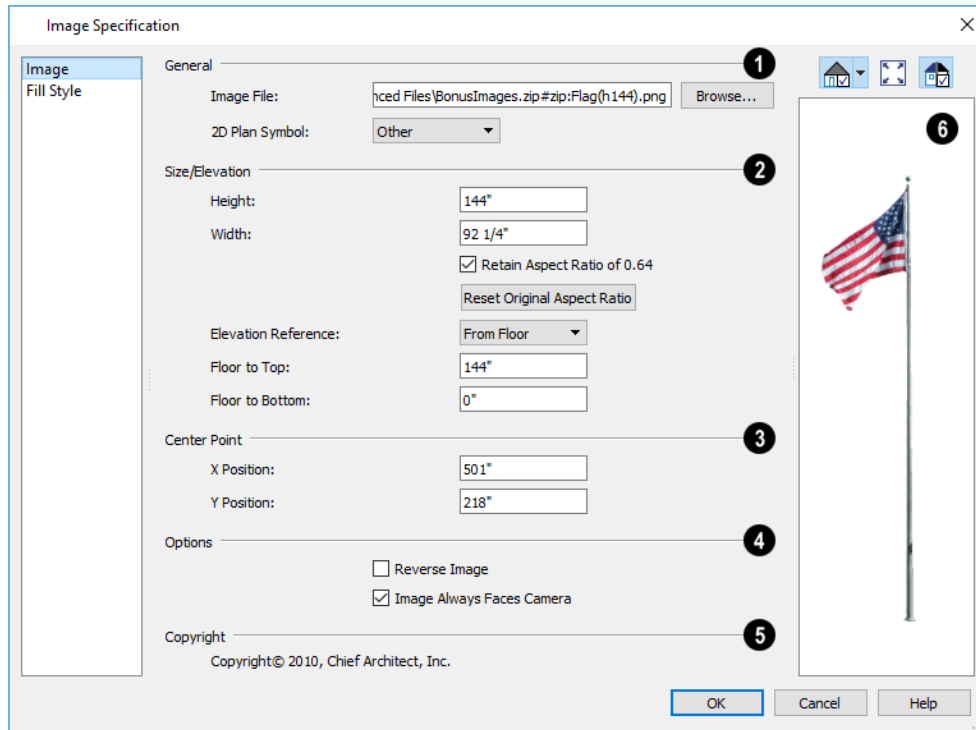 Image Specification
Image
Fill Style
General
1
Image File: nced Files\BonusImages.zip#zip:Flag(h144).png Browse...
2D Plan Symbol: Other
Size/Elevation
2
Height: 144"
Width: 92 1/4"
Retain Aspect Ratio of 0.64
Reset Original Aspect Ratio
Elevation Reference: From Floor
Floor to Top: 144"
Floor to Bottom: 0"
Center Point
3
X Position: 501"
Y Position: 218"
Options
4
Reverse Image
Image Always Faces Camera
Copyright
5
Copyright© 2010, Chief Architect, Inc.
6
OK Cancel Help